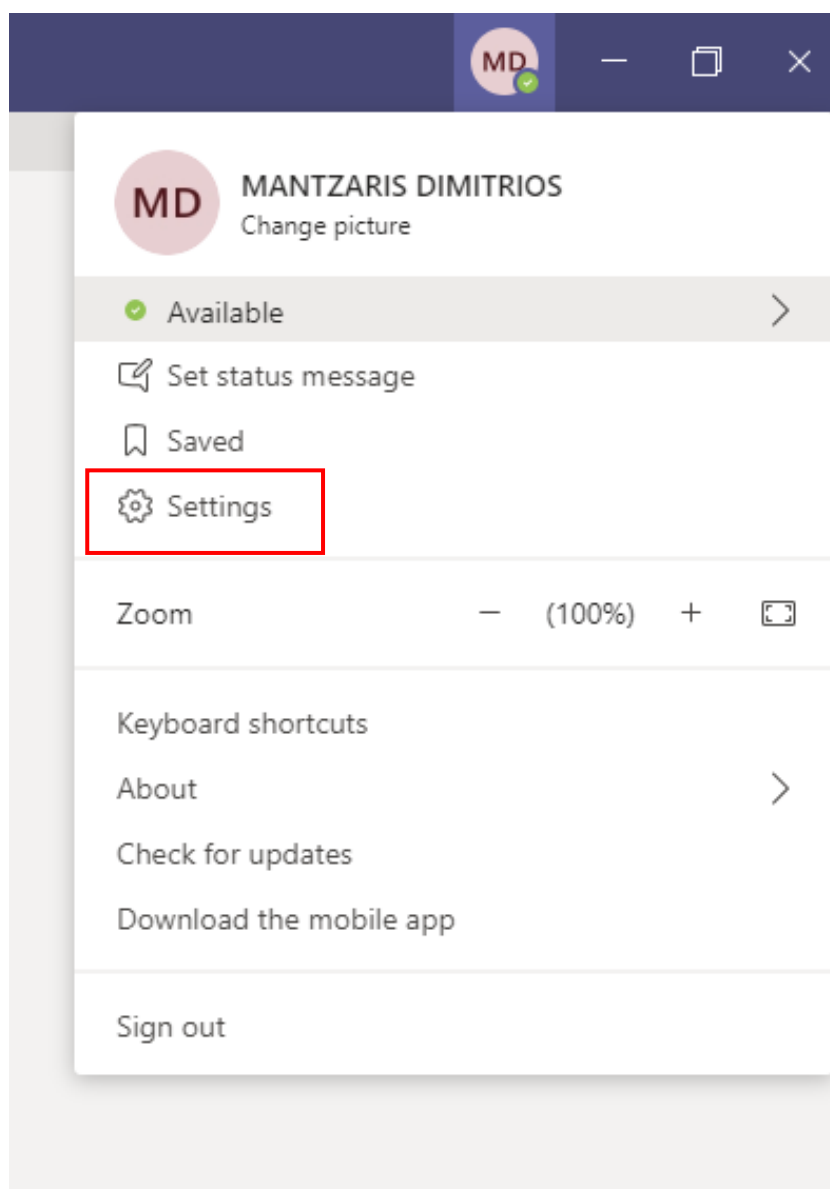 MD
MD
MANTZARIS DIMITRIOS
Change picture
Available
Set status message
Saved
Settings
Zoom − (100%) +
Keyboard shortcuts
About
Check for updates
Download the mobile app
Sign out